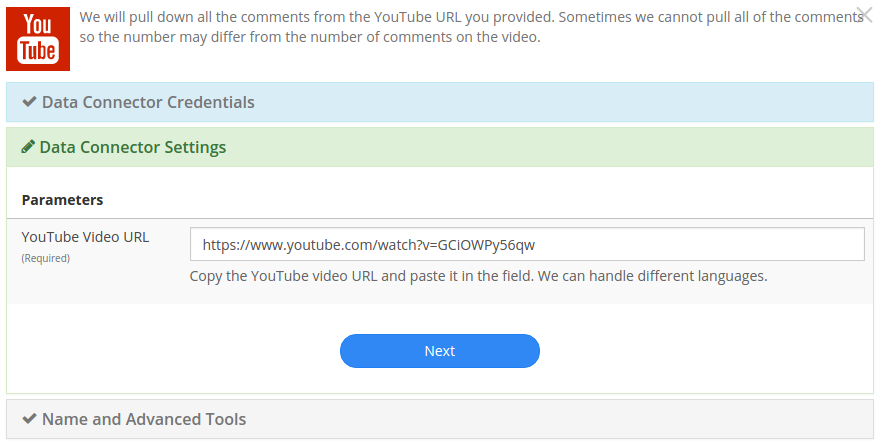 You
Tube
We will pull down all the comments from the YouTube URL you provided. Sometimes we cannot pull all of the comments
so the number may differ from the number of comments on the video.
Data Connector Credentials
Data Connector Settings
Parameters
YouTube Video URL
(Required)
https://www.youtube.com/watch?v=GCiOWPy56qw
Copy the YouTube video URL and paste it in the field. We can handle different languages.
Next
Name and Advanced Tools